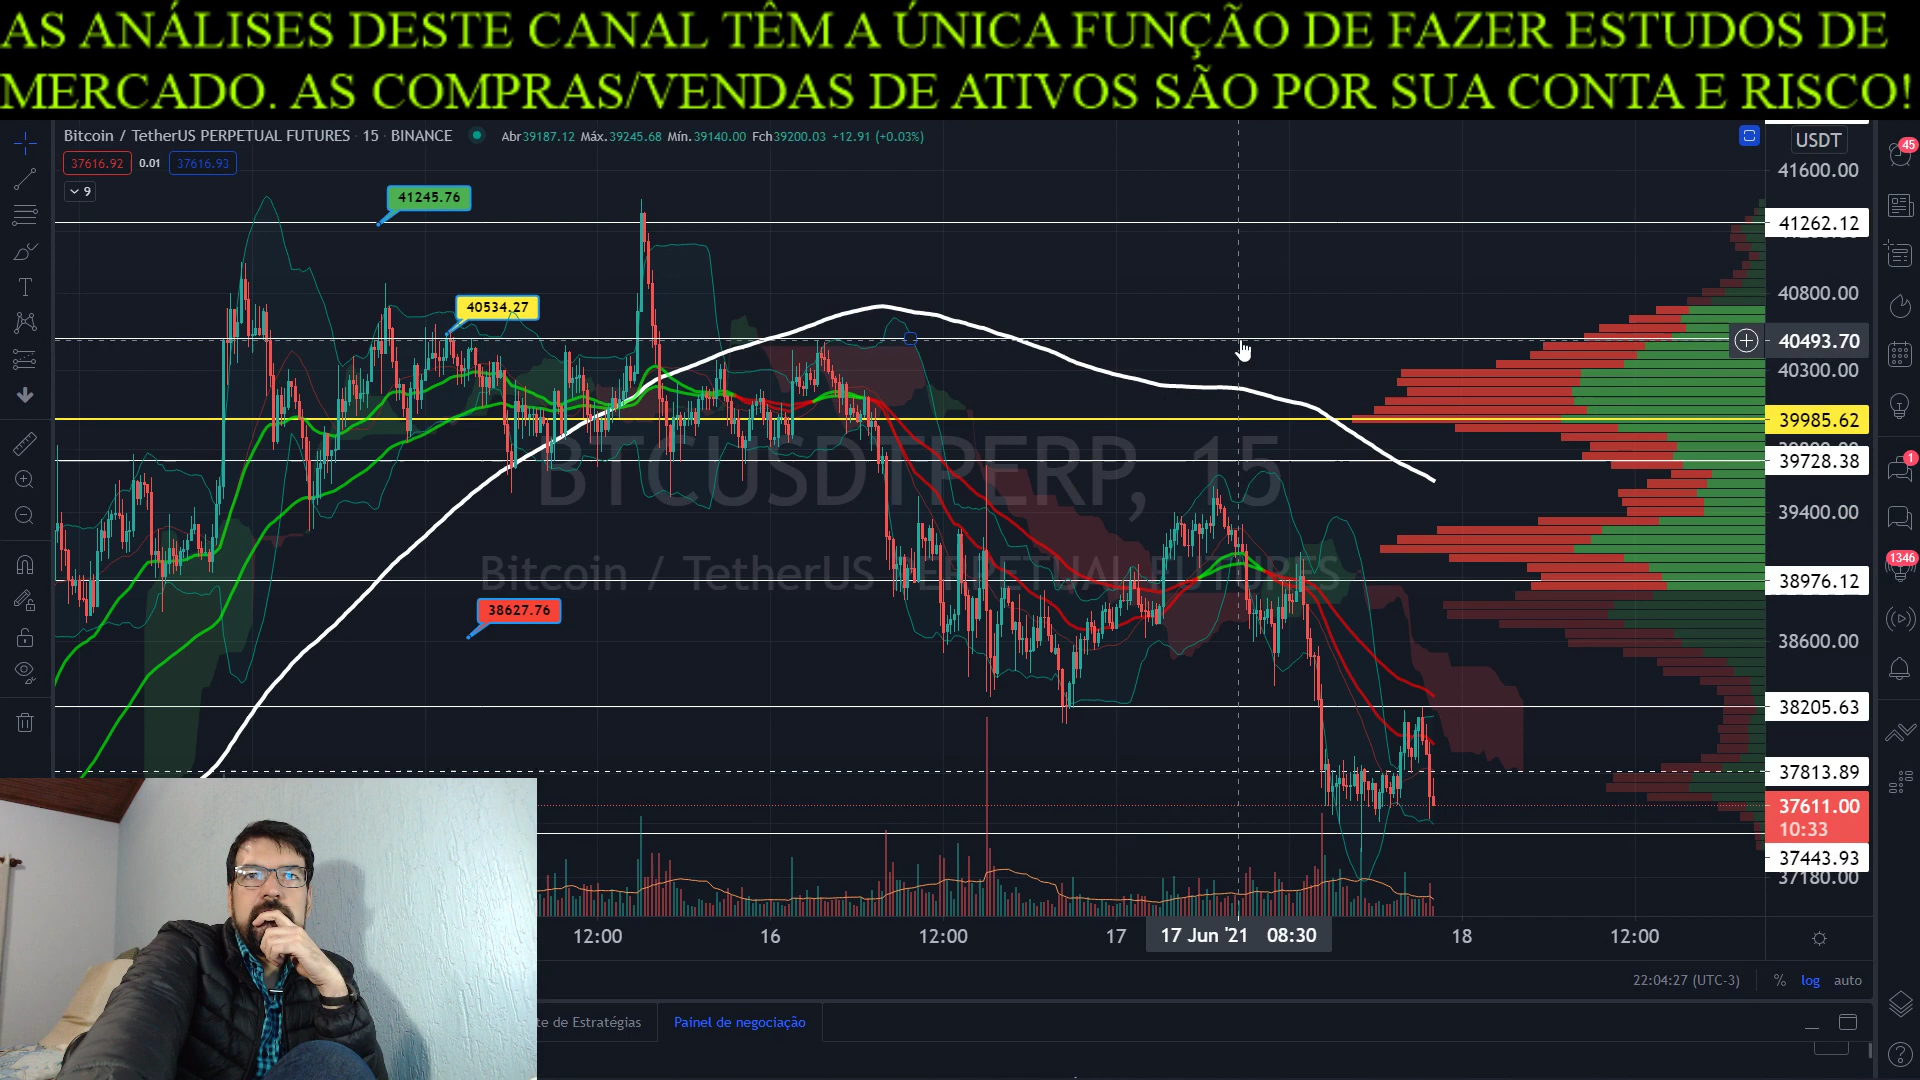 AS ANÁLISES DESTE CANAL TÊM A ÚNICA FUNÇÃO DE FAZER ESTUDOS DE
MERCADO. AS COMPRAS/VENDAS DE ATIVOS SÃO POR SUA CONTA E RISCO!
Bitcoin / TetherUS PERPETUAL FUTURES · 15 · BINANCE Abr39187.12 Máx.39245.68 Mín.39140.00 Fch39200.03 +12.91 (+0.03%)
USDT
45
37616.92 0.01 37616.93
41600.00
9
41245.76
41262.12
40800.00
40534.27
40493.70
40300.00
39985.62
BTCUSDTPERP, 15
39728.38
39400.00
1
Bitcoin / TetherUS PERPETUAL FUTURES
1346
38976.12
38627.76
38600.00
38205.63
37813.89
37611.00
10:33
37443.93
37180.00
12:00 16 12:00 17 17 Jun '21 08:30 18 12:00
22:04:27 (UTC-3) % log auto
te de Estratégias Painel de negociação